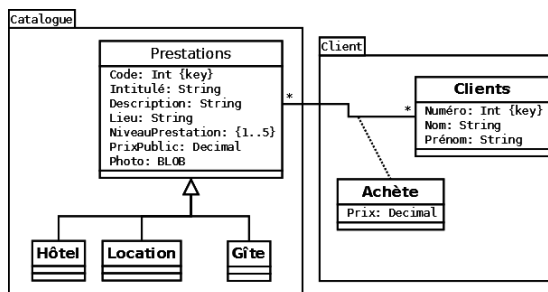 Catalogue
Prestations
Code: Int {key}
Intitulé: String
Description: String
Lieu: String
NiveauPrestation: {1..5}
PrixPublic: Decimal
Photo: BLOB
*
*
Client
Clients
Numéro: Int {key}
Nom: String
Prénom: String
Achète
Prix: Decimal
Hôtel
Location
Gîte